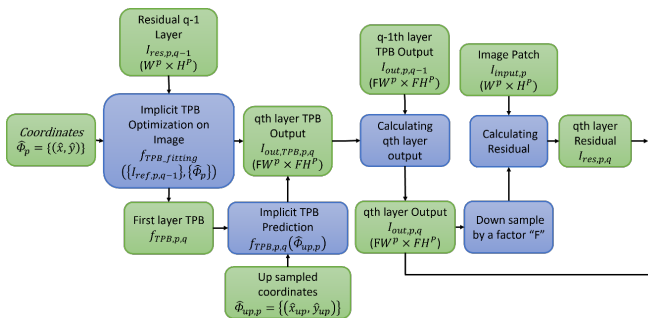 Residual q-1
Layer
I_{res,p,q−1}
(W^p × H^p)
q-1th layer
TPB Output
I_{out,p,q−1}
(FW^p × FH^p)
Image Patch
I_{input,p}
(W^p × H^p)
Coordinates
Φ̂_p = {(x̂, ŷ)}
Implicit TPB
Optimization on
Image
f_{TPB_fitting}
({I_{ref,p,q−1}},{Φ̂_p})
qth layer TPB
Output
I_{out,TPB,p,q}
(FW^p × FH^p)
Calculating
qth layer
output
Calculating
Residual
qth layer
Residual
I_{res,p,q}
First layer TPB
f_{TPB,p,q}
Implicit TPB
Prediction
f_{TPB,p,q}(Φ̂_{up,p})
qth layer Output
I_{out,p,q}
(FW^p × FH^p)
Down sample
by a factor “F”
Up sampled
coordinates
Φ̂_{up,p} = {(x̂_{up}, ŷ_{up})}